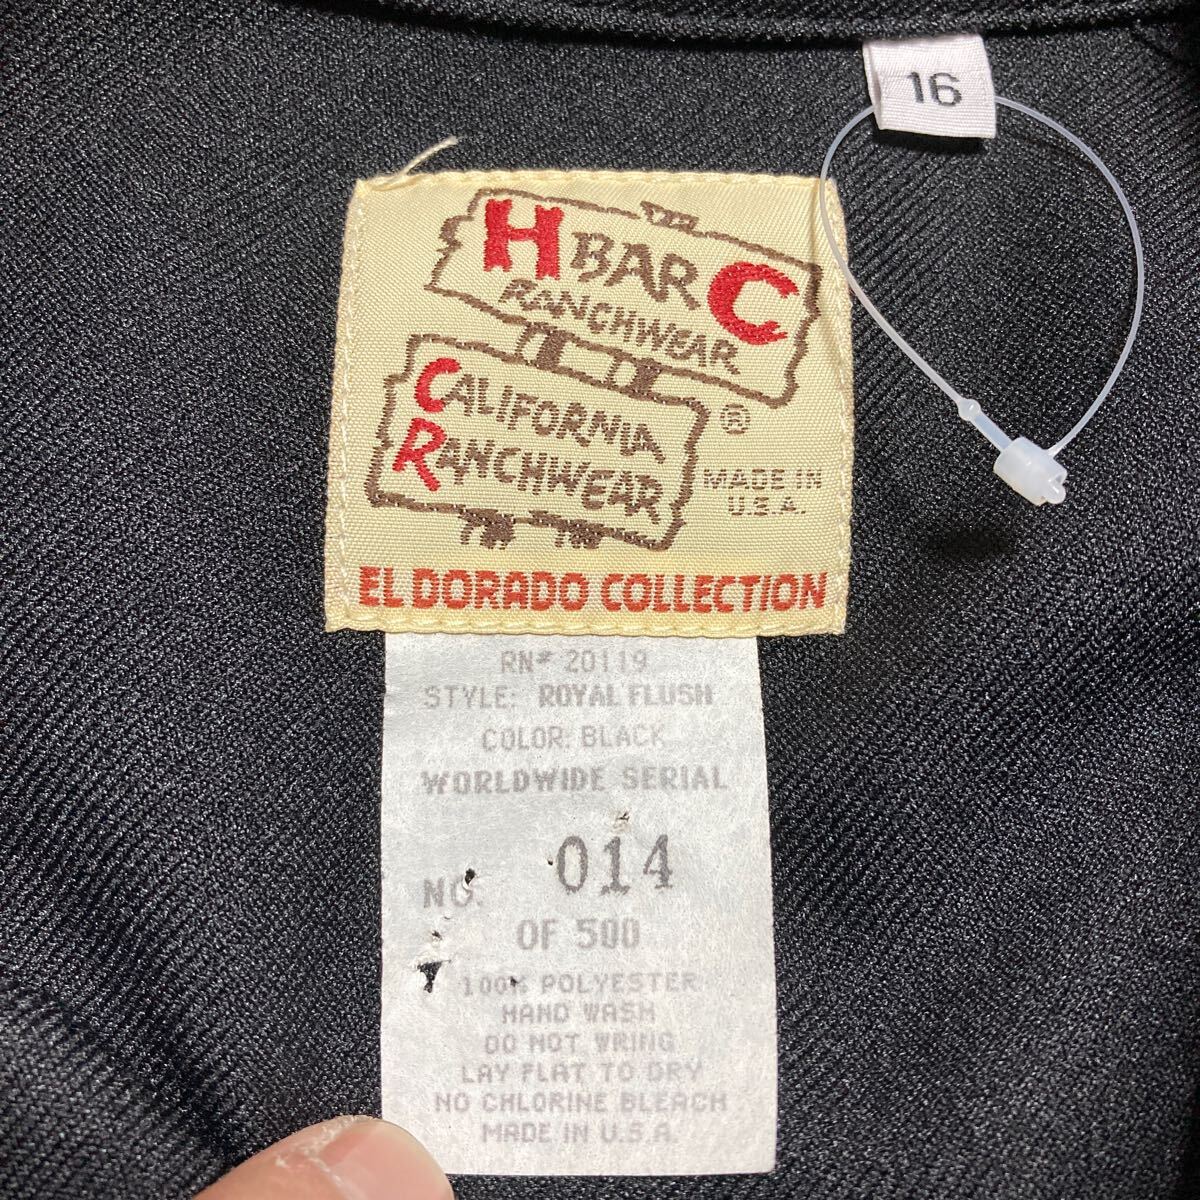 16
H BAR C
RANCHWEAR
CALIFORNIA
RANCHWEAR
®
MADE IN
U.S.A.
EL DORADO COLLECTION
RN# 20119
STYLE: ROYAL FLUSH
COLOR: BLACK
WORLDWIDE SERIAL
NO. 014
OF 500
100% POLYESTER
HAND WASH
DO NOT WRING
LAY FLAT TO DRY
NO CHLORINE BLEACH
MADE IN U.S.A.